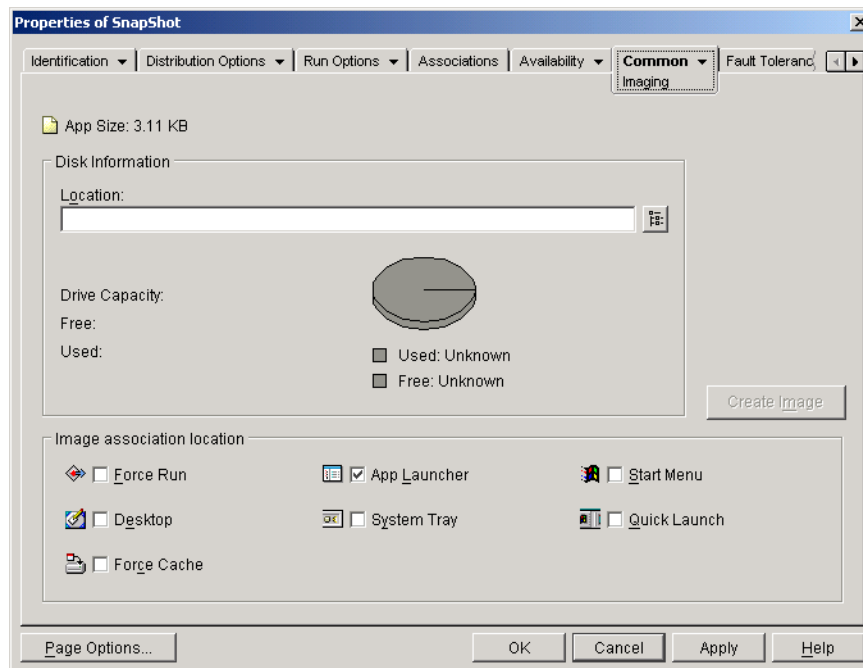 Properties of SnapShot
Identification Distribution Options Run Options Associations Availability Common Fault Toleranc
Imaging
App Size: 3.11 KB
Disk Information
Location:
Drive Capacity:
Free:
Used:
Used: Unknown
Free: Unknown
Create Image
Image association location
Force Run App Launcher Start Menu
Desktop System Tray Quick Launch
Force Cache
Page Options... OK Cancel Apply Help